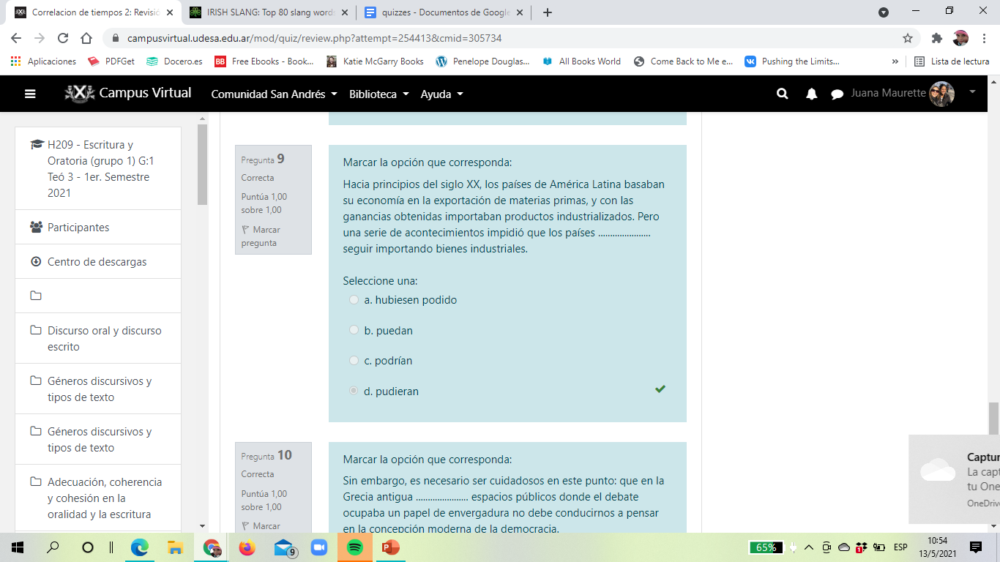 Correlacion de tiempos 2: Revisió
IRISH SLANG: Top 80 slang words
quizzes - Documentos de Google
campusvirtual.udesa.edu.ar/mod/quiz/review.php?attempt=254413&cmid=305734
Aplicaciones
PDFGet
Docero.es
Free Ebooks - Book...
Katie McGarry Books
Penelope Douglas...
All Books World
Come Back to Me e...
Pushing the Limits...
»
Lista de lectura
Campus Virtual
Comunidad San Andrés
Biblioteca
Ayuda
Juana Maurette
H209 - Escritura y
Oratoria (grupo 1) G:1
Teó 3 - 1er. Semestre
2021
Participantes
Centro de descargas
Discurso oral y discurso
escrito
Géneros discursivos y
tipos de texto
Géneros discursivos y
tipos de texto
Adecuación, coherencia
y cohesión en la
oralidad y la escritura
Pregunta 9
Correcta
Puntúa 1,00
sobre 1,00
Marcar
pregunta
Marcar la opción que corresponda:
Hacia principios del siglo XX, los países de América Latina basaban
su economía en la exportación de materias primas, y con las
ganancias obtenidas importaban productos industrializados. Pero
una serie de acontecimientos impidió que los países ......................
seguir importando bienes industriales.
Seleccione una:
a. hubiesen podido
b. puedan
c. podrían
d. pudieran
Pregunta 10
Correcta
Puntúa 1,00
sobre 1,00
Marcar
Marcar la opción que corresponda:
Sin embargo, es necesario ser cuidadosos en este punto: que en la
Grecia antigua ...................... espacios públicos donde el debate
ocupaba un papel de envergadura no debe conducirnos a pensar
en la concepción moderna de la democracia.
Captur
La capt
tu One
OneDrive
9
65%
ESP
10:54
13/5/2021